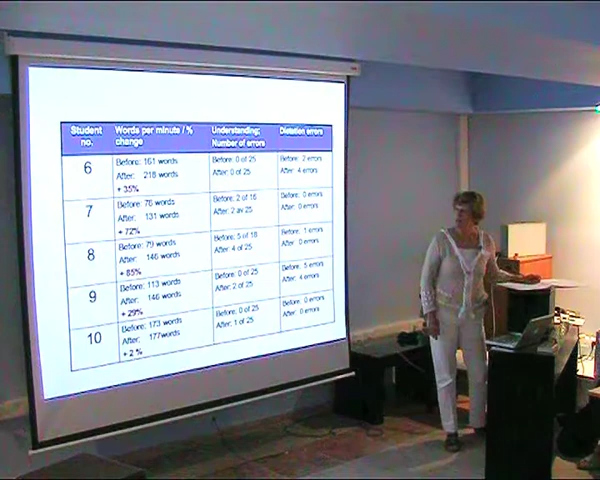 Student no. Words per minute / % change Understanding; Number of errors Dictation errors
6 Before: 161 words Before: 0 of 25 Before: 2 errors
After: 218 words After: 0 of 25 After: 4 errors
+ 35%
7 Before: 76 words Before: 2 of 16 Before: 0 errors
After: 131 words After: 2 av 25 After: 0 errors
+ 72%
8 Before: 79 words Before: 5 of 18 Before: 1 errors
After: 146 words After: 4 of 25 After: 0 errors
+ 85%
9 Before: 113 words Before: 0 of 25 Before: 5 errors
After: 146 words After: 2 of 25 After: 4 errors
+ 29%
10 Before: 173 words Before: 0 of 25 Before: 0 errors
After: 177words After: 1 of 25 After: 0 errors
+ 2 %